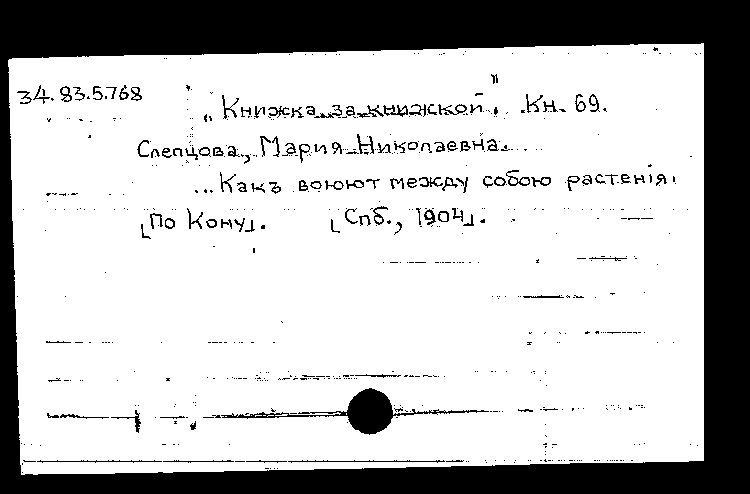 34.83.5.768
„Книжка за книжской", Кн. 69.
Слепцова, Мария Николаевна.
...Какъ воюют между собою растенія.
[По Кону]. [Спб., 1904].